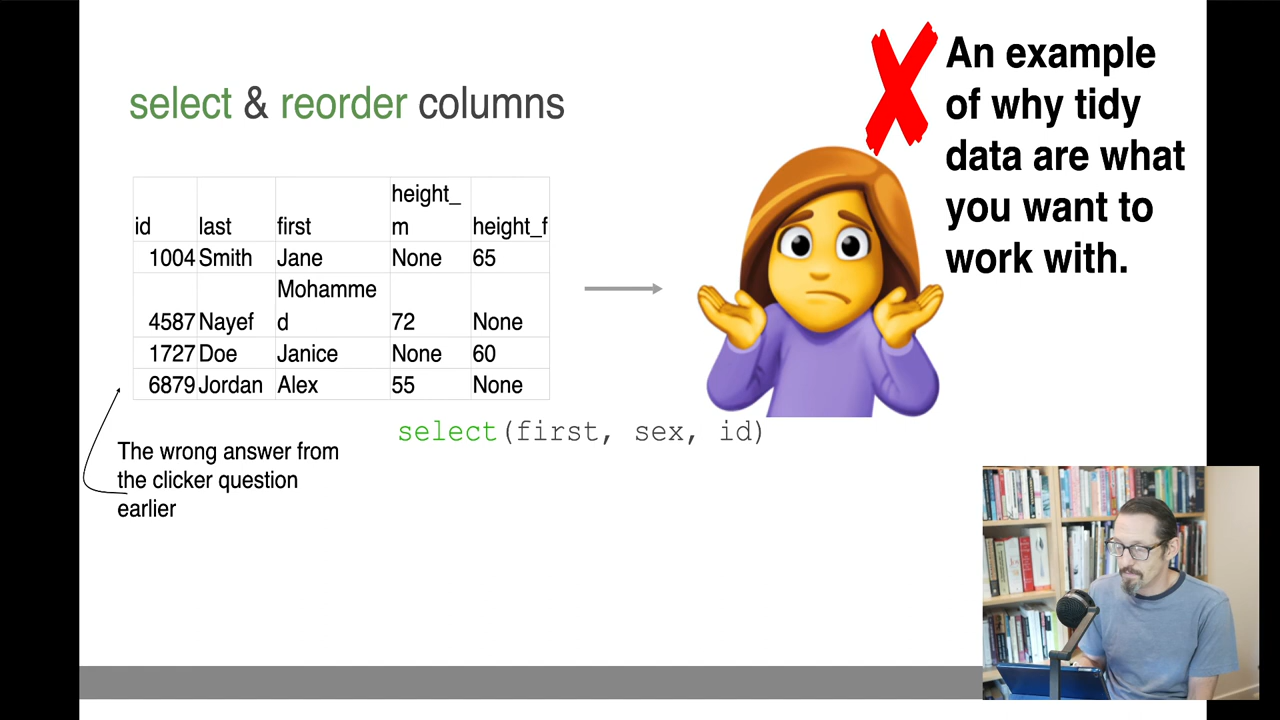 select & reorder columns
An example
of why tidy
data are what
you want to
work with.
height_
id last first m height_f
1004 Smith Jane None 65
Mohamme
4587 Nayef d 72 None
1727 Doe Janice None 60
6879 Jordan Alex 55 None
select(first, sex, id)
The wrong answer from
the clicker question
earlier